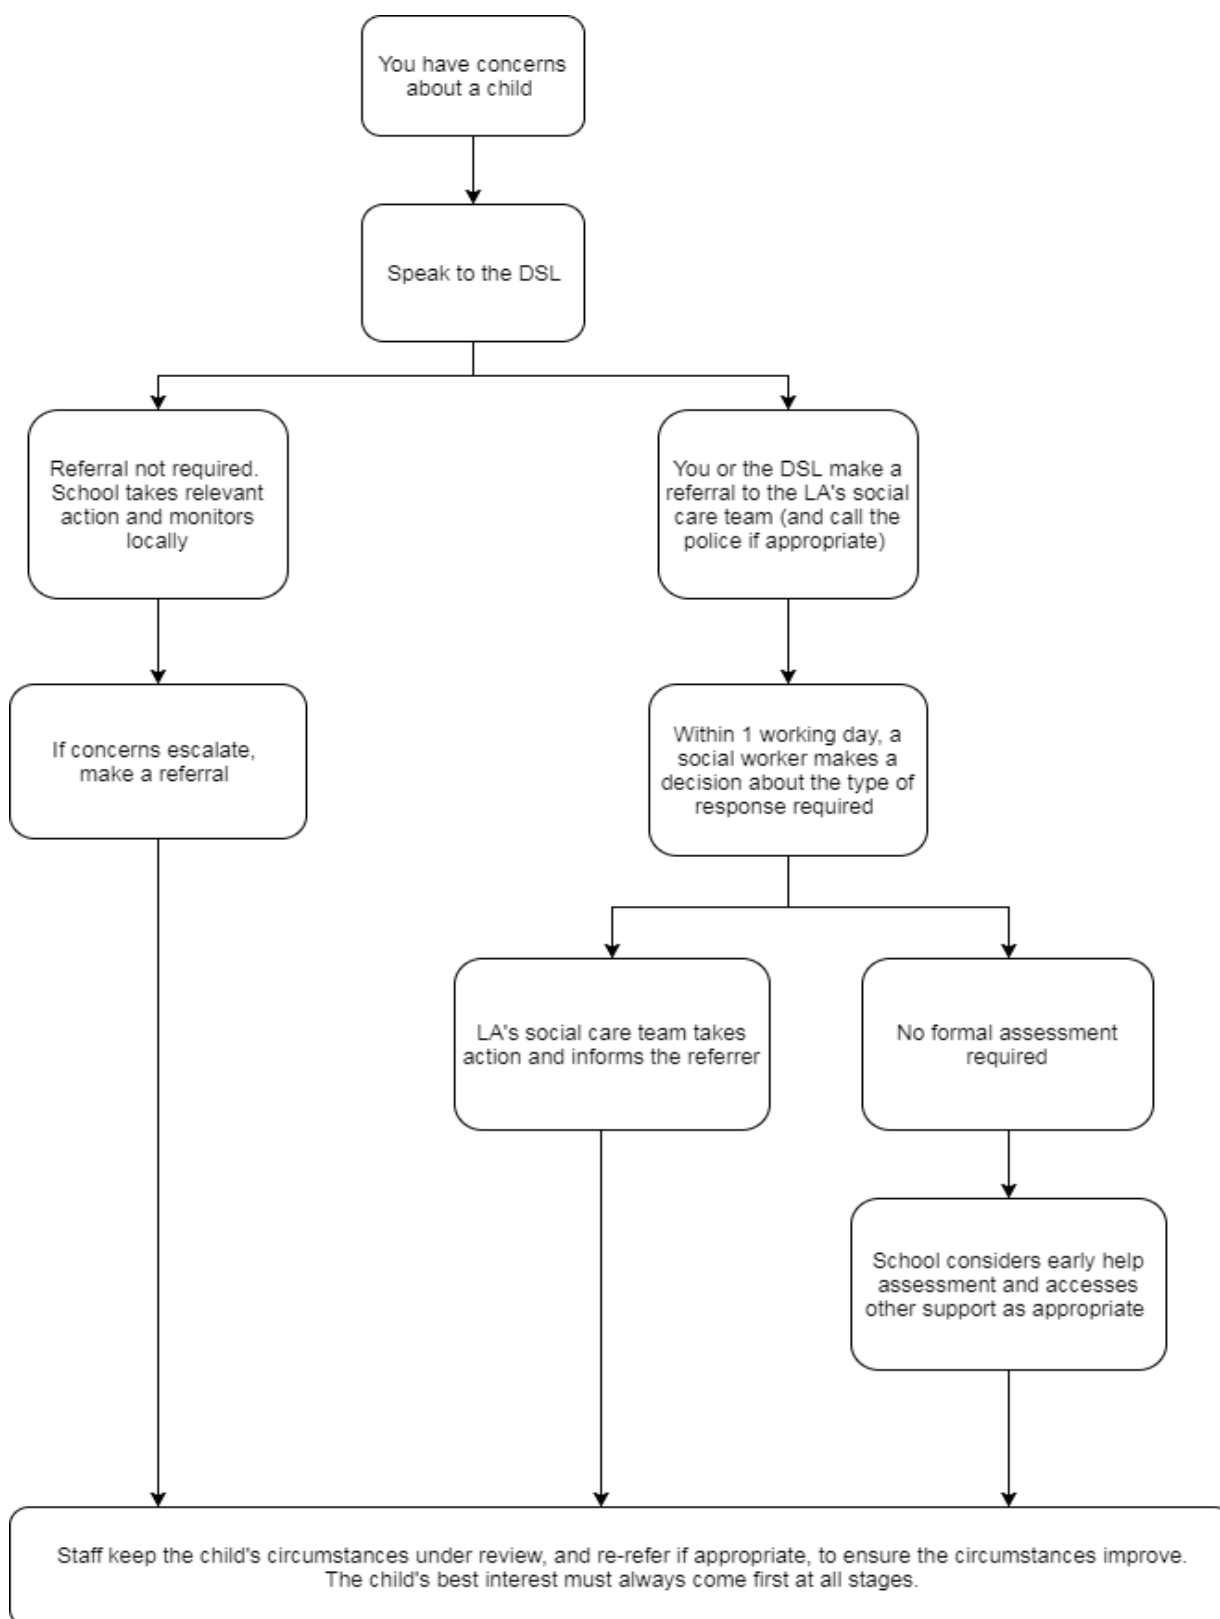 You have concerns
about a child
Speak to the DSL
Referral not required.
School takes relevant
action and monitors
locally
You or the DSL make a
referral to the LA's social
care team (and call the
police if appropriate)
If concerns escalate,
make a referral
Within 1 working day, a
social worker makes a
decision about the type of
response required
LA's social care team takes
action and informs the referrer
No formal assessment
required
School considers early help
assessment and accesses
other support as appropriate
Staff keep the child's circumstances under review, and re-refer if appropriate, to ensure the circumstances improve.
The child's best interest must always come first at all stages.